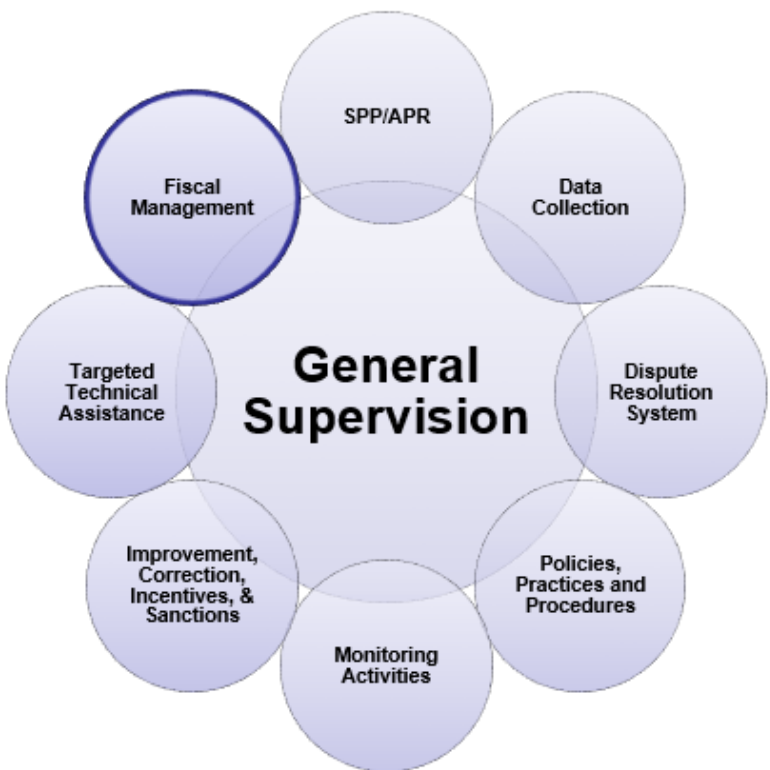 SPP/APR
Fiscal
Management
Data
Collection
General
Supervision
Targeted
Technical
Assistance
Dispute
Resolution
System
Improvement,
Correction,
Incentives, &
Sanctions
Policies,
Practices and
Procedures
Monitoring
Activities